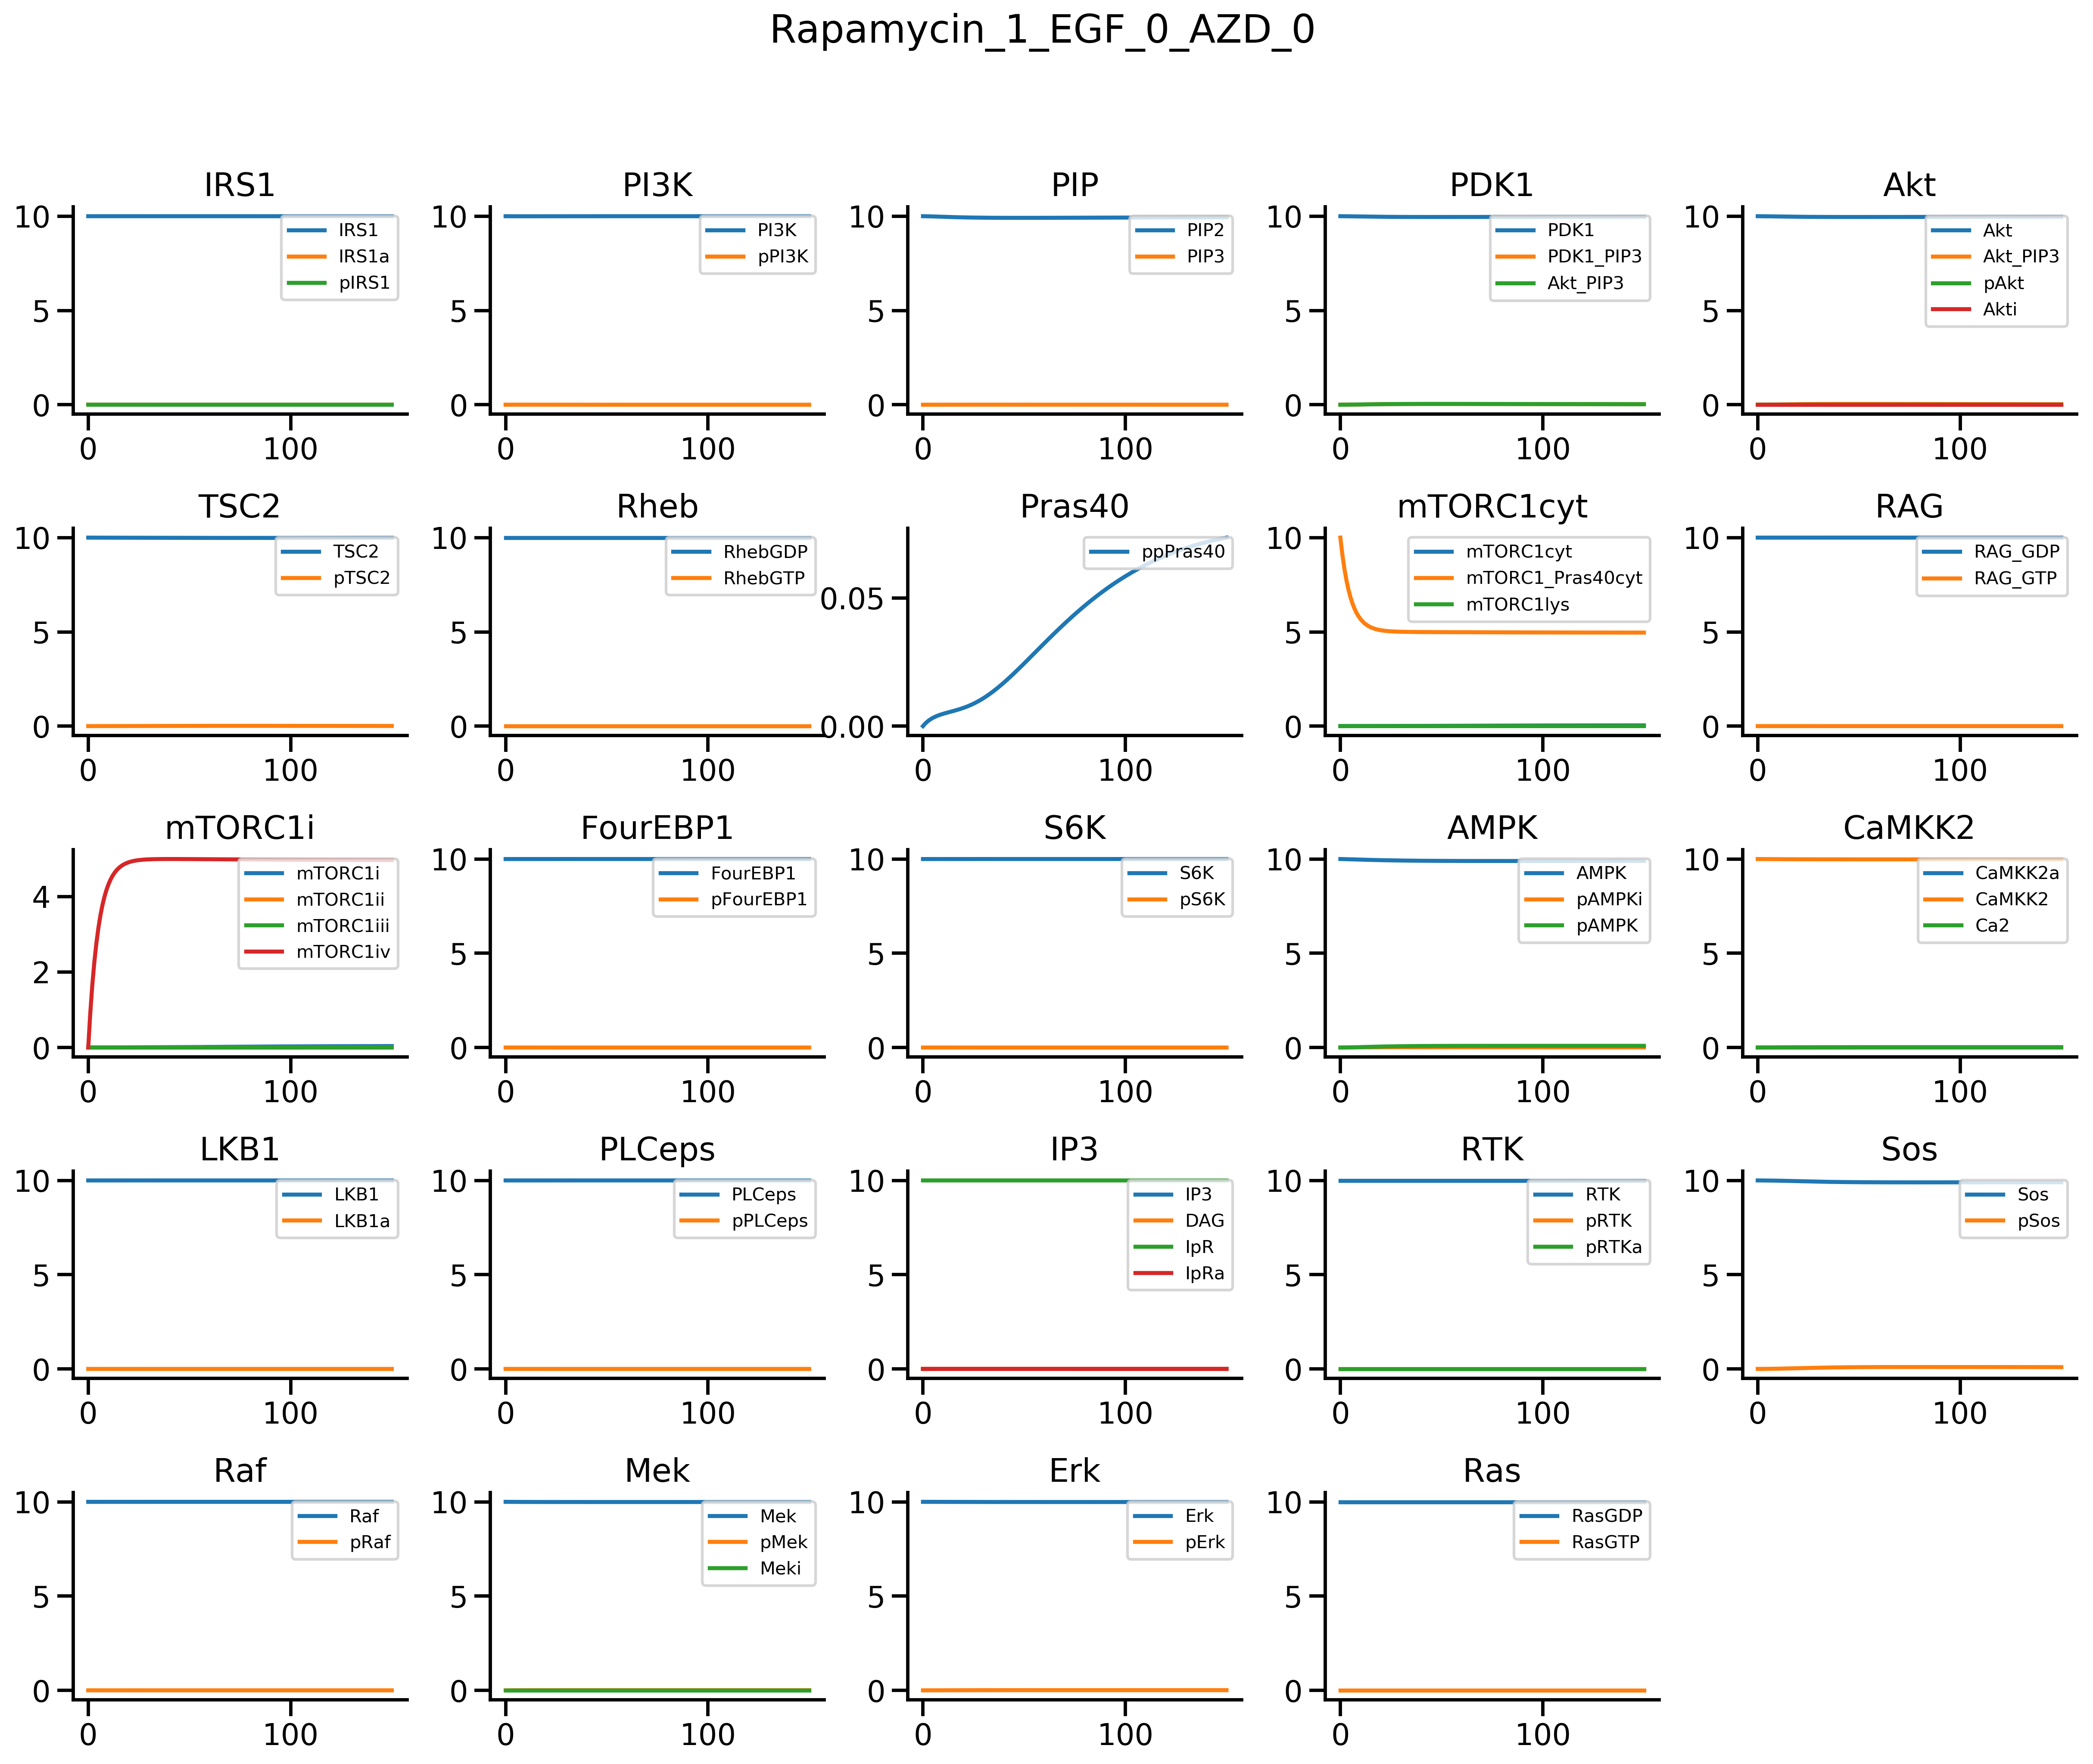 Rapamycin_1_EGF_0_AZD_0
IRS1
10
5
0
0
100
IRS1
IRS1a
pIRS1
PI3K
10
5
0
0
100
PI3K
pPI3K
PIP
10
5
0
0
100
PIP2
PIP3
PDK1
10
5
0
0
100
PDK1
PDK1_PIP3
Akt_PIP3
Akt
10
5
0
0
100
Akt
Akt_PIP3
pAkt
Akti
TSC2
10
5
0
0
100
TSC2
pTSC2
Rheb
10
5
0
0
100
RhebGDP
RhebGTP
Pras40
0.05
0.00
0
100
ppPras40
mTORC1cyt
10
5
0
0
100
mTORC1cyt
mTORC1_Pras40cyt
mTORC1lys
RAG
10
5
0
0
100
RAG_GDP
RAG_GTP
mTORC1i
4
2
0
0
100
mTORC1i
mTORC1ii
mTORC1iii
mTORC1iv
FourEBP1
10
5
0
0
100
FourEBP1
pFourEBP1
S6K
10
5
0
0
100
S6K
pS6K
AMPK
10
5
0
0
100
AMPK
pAMPKi
pAMPK
CaMKK2
10
5
0
0
100
CaMKK2a
CaMKK2
Ca2
LKB1
10
5
0
0
100
LKB1
LKB1a
PLCeps
10
5
0
0
100
PLCeps
pPLCeps
IP3
10
5
0
0
100
IP3
DAG
IpR
IpRa
RTK
10
5
0
0
100
RTK
pRTK
pRTKa
Sos
10
5
0
0
100
Sos
pSos
Raf
10
5
0
0
100
Raf
pRaf
Mek
10
5
0
0
100
Mek
pMek
Meki
Erk
10
5
0
0
100
Erk
pErk
Ras
10
5
0
0
100
RasGDP
RasGTP